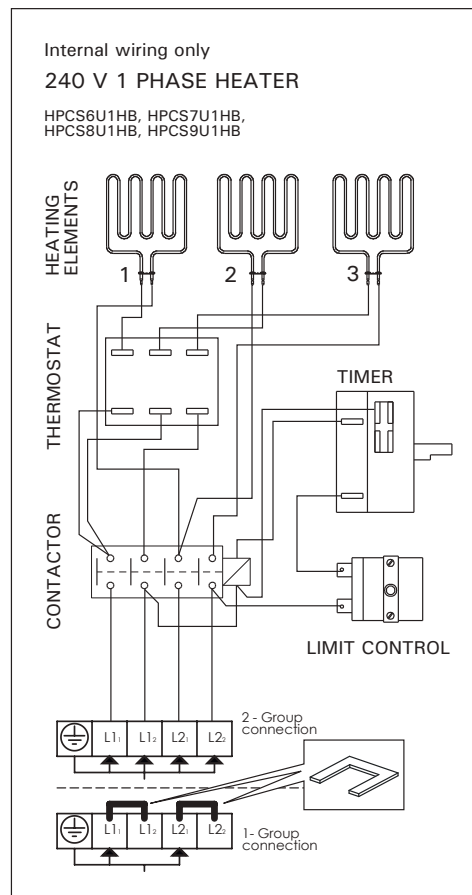 Internal wiring only
240 V 1 PHASE HEATER
HPCS6U1HB, HPCS7U1HB,
HPCS8U1HB, HPCS9U1HB
HEATING
ELEMENTS
1
2
3
THERMOSTAT
TIMER
CONTACTOR
LIMIT CONTROL
2 - Group
connection
L1₁ L1₂ L2₁ L2₂
L1₁ L1₂ L2₁ L2₂
1- Group
connection